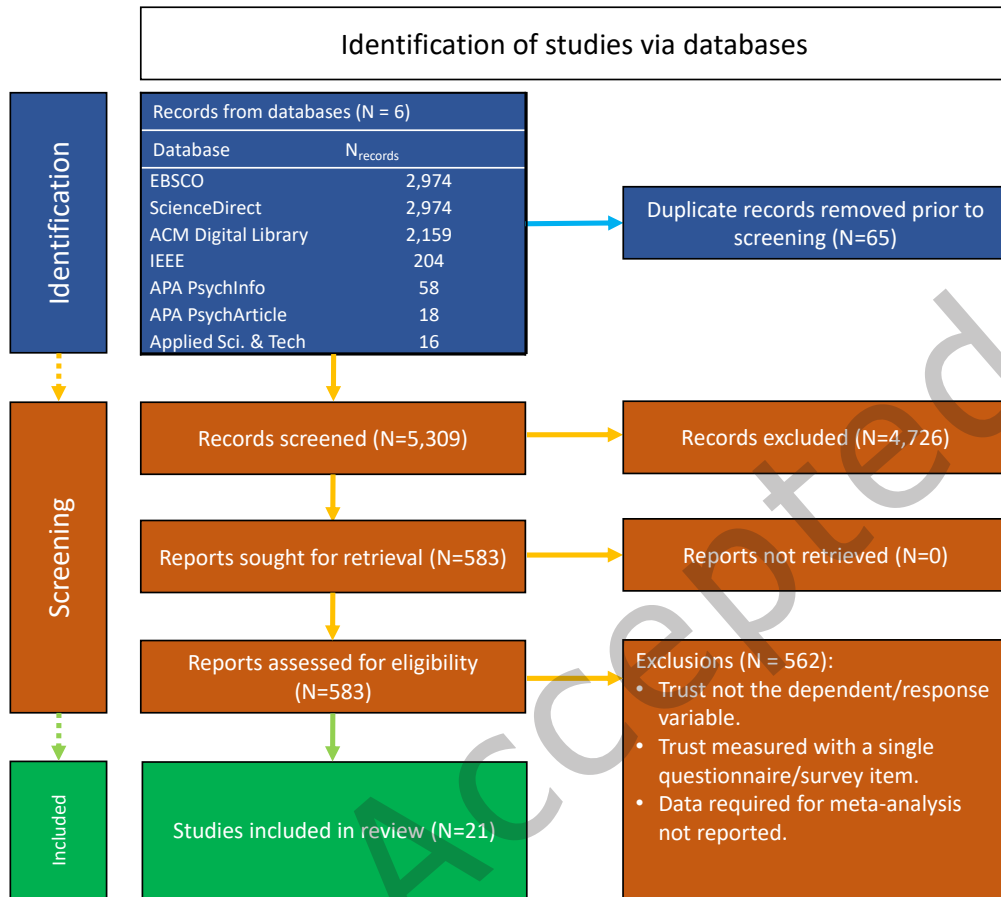 Identification of studies via databases
Identification
Records from databases (N = 6)
Database Nrecords
EBSCO 2,974
ScienceDirect 2,974
ACM Digital Library 2,159
IEEE 204
APA PsychInfo 58
APA PsychArticle 18
Applied Sci. & Tech 16
Duplicate records removed prior to
screening (N=65)
Screening
Records screened (N=5,309)
Records excluded (N=4,726)
Reports sought for retrieval (N=583)
Reports not retrieved (N=0)
Reports assessed for eligibility
(N=583)
Exclusions (N = 562):
• Trust not the dependent/response
variable.
• Trust measured with a single
questionnaire/survey item.
• Data required for meta-analysis
not reported.
Included
Studies included in review (N=21)
Accepted